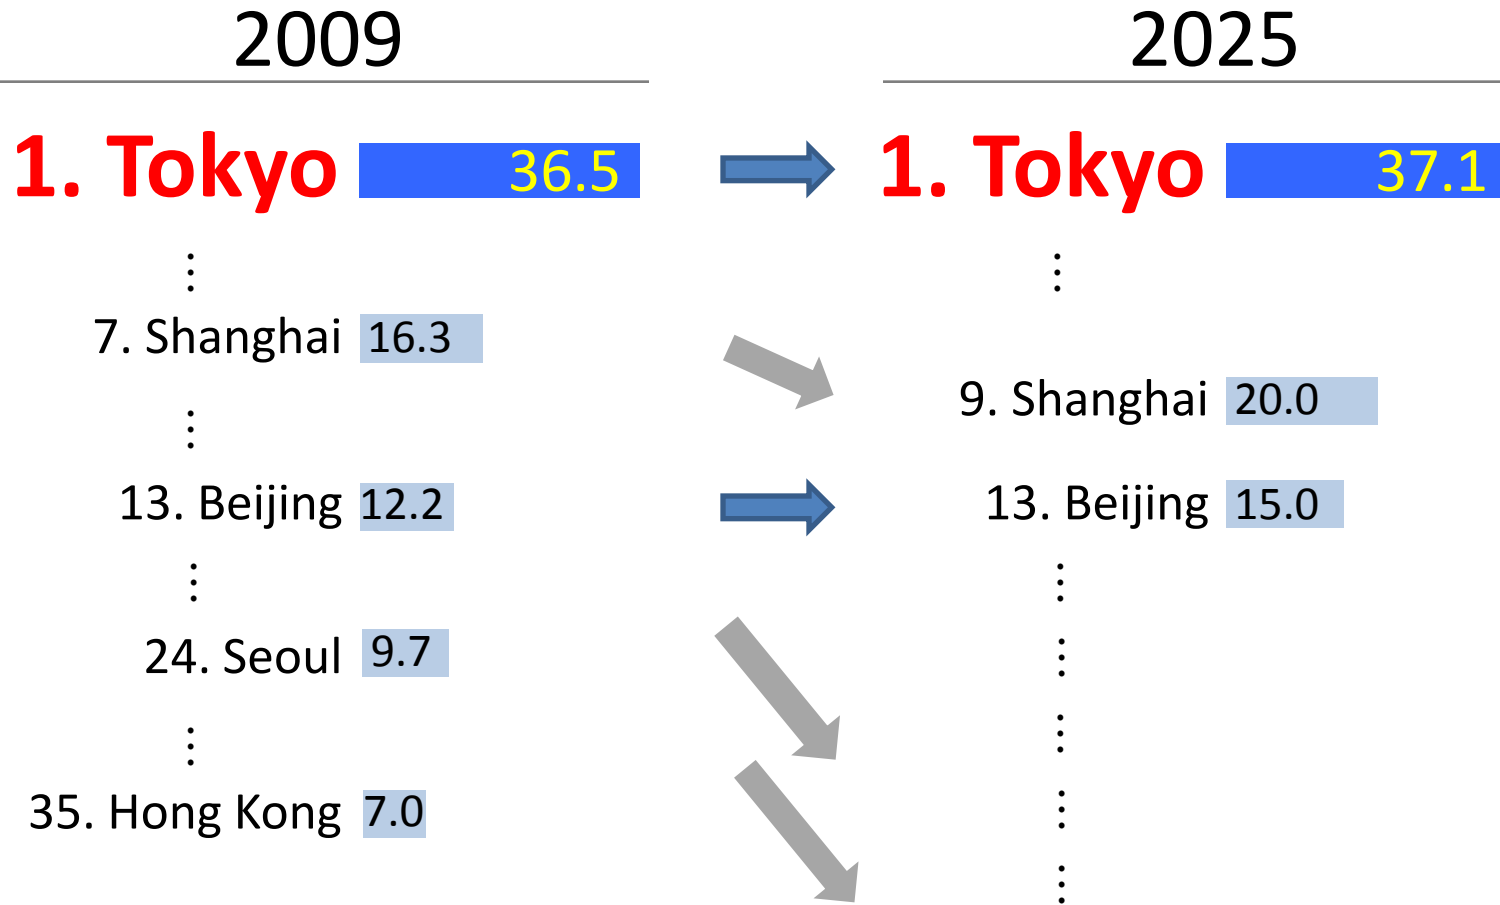 2009
1. Tokyo 36.5
7. Shanghai 16.3
13. Beijing 12.2
24. Seoul 9.7
35. Hong Kong 7.0
2025
1. Tokyo 37.1
9. Shanghai 20.0
13. Beijing 15.0